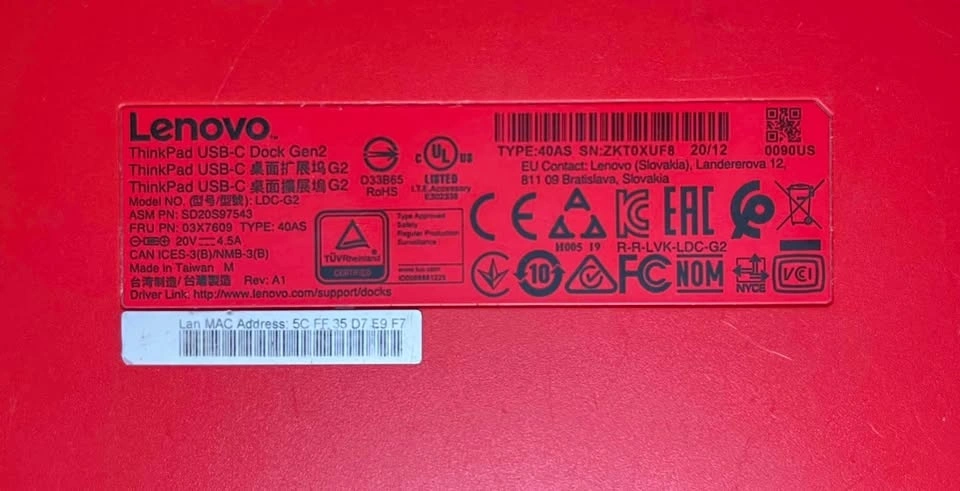 Lenovo™
ThinkPad USB-C Dock Gen2
ThinkPad USB-C 桌面扩展坞 G2
ThinkPad USB-C 桌面擴展塢 G2
Model NO. (型号/型號): LDC-G2
ASM PN: SD20S97543
FRU PN: 03X7609 TYPE: 40AS
20V 4.5A
CAN ICES-3(B)/NMB-3(B)
Made in Taiwan M
台湾制造/台灣製造 Rev: A1
Driver Link: http://www.lenovo.com/support/docks
D33B65
RoHS
C UL US
LISTED
I.T.E. Accessory
TÜVRheinland
CERTIFIED
Type Approved
Safety
Regular Production
Surveillance
www.tuv.com
TYPE:40AS SN:ZKT0XUF8 20/12
0090US
EU Contact: Lenovo (Slovakia), Landererova 12,
811 09 Bratislava, Slovakia
CE
EAC
H005 19
R-R-LVK-LDC-G2
10
FC
NOM
NYCE
VCI
Lan MAC Address: 5C FF 35 D7 E9 F7